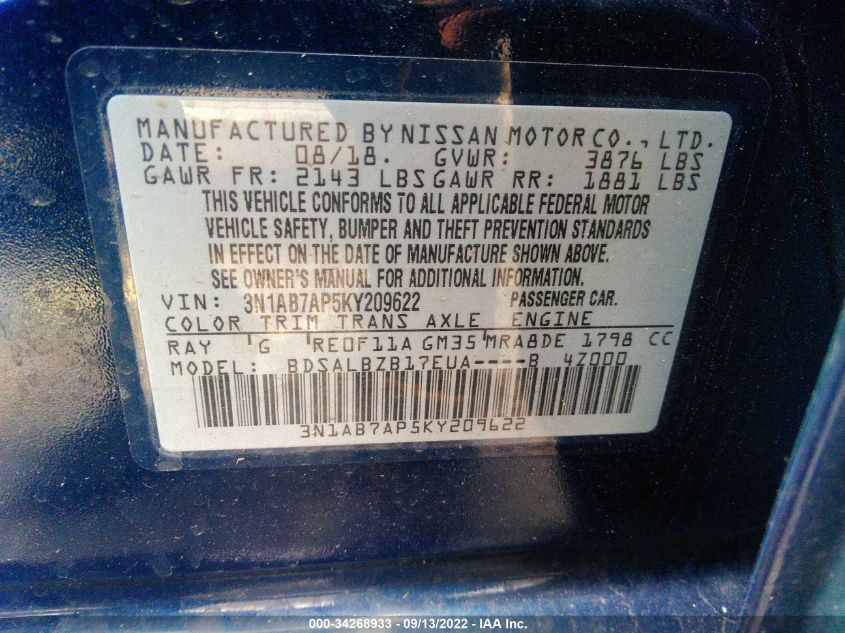 MANUFACTURED BY NISSAN MOTOR CO., LTD.
DATE: 08/18. GVWR: 3876 LBS
GAWR FR: 2143 LBS GAWR RR: 1881 LBS
THIS VEHICLE CONFORMS TO ALL APPLICABLE FEDERAL MOTOR
VEHICLE SAFETY, BUMPER AND THEFT PREVENTION STANDARDS
IN EFFECT ON THE DATE OF MANUFACTURE SHOWN ABOVE.
SEE OWNER'S MANUAL FOR ADDITIONAL INFORMATION.
VIN: 3N1AB7AP5KY209622 PASSENGER CAR.
COLOR TRIM TRANS AXLE ENGINE
RAY G RE0F11A GM35 MRA8DE 1798 CC
MODEL: BDSALBZB17EUA----B 4Z000
3N1AB7AP5KY209622
000-34268933 - 09/13/2022 - IAA Inc.